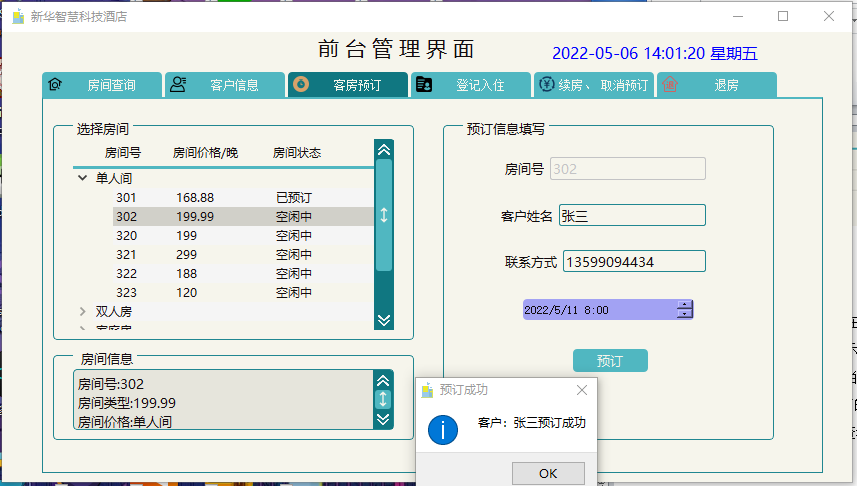 新华智慧科技酒店
前台管理界面
2022-05-06 14:01:20 星期五
房间查询 客户信息 客房预订 登记入住 续房、 取消预订 退房
选择房间
房间号 房间价格/晚 房间状态
单人间
301 168.88 已预订
302 199.99 空闲中
320 199 空闲中
321 299 空闲中
322 188 空闲中
323 120 空闲中
双人房
房间信息
房间号:302
房间类型:199.99
房间价格:单人间
预订信息填写
房间号 302
客户姓名 张三
联系方式 13599094434
2022/5/11 8:00
预订
预订成功
客户：张三预订成功
OK